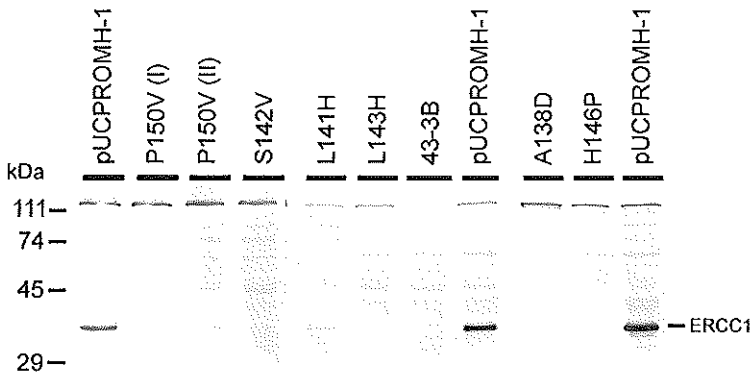 pUCPROMH-1
P150V (I)
P150V (II)
S142V
L141H
L143H
43-3B
pUCPROMH-1
A138D
H146P
pUCPROMH-1
kDa
111
74
45
29
ERCC1